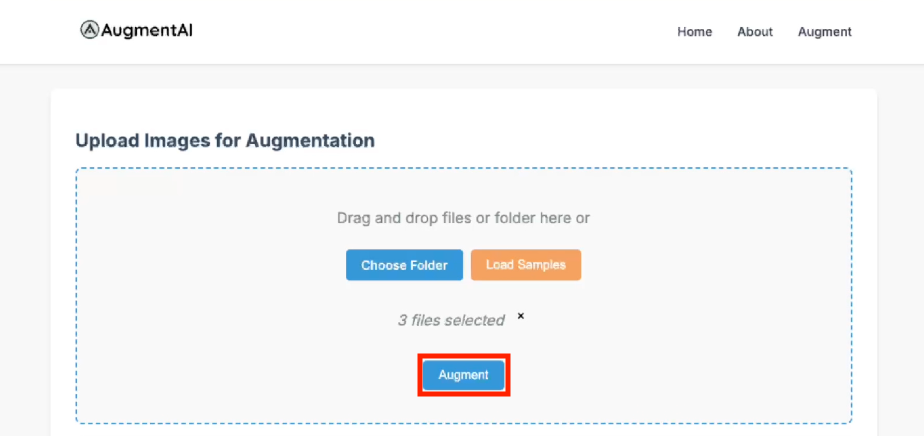 AugmentAI
Home About Augment
Upload Images for Augmentation
Drag and drop files or folder here or
Choose Folder Load Samples
3 files selected ×
Augment